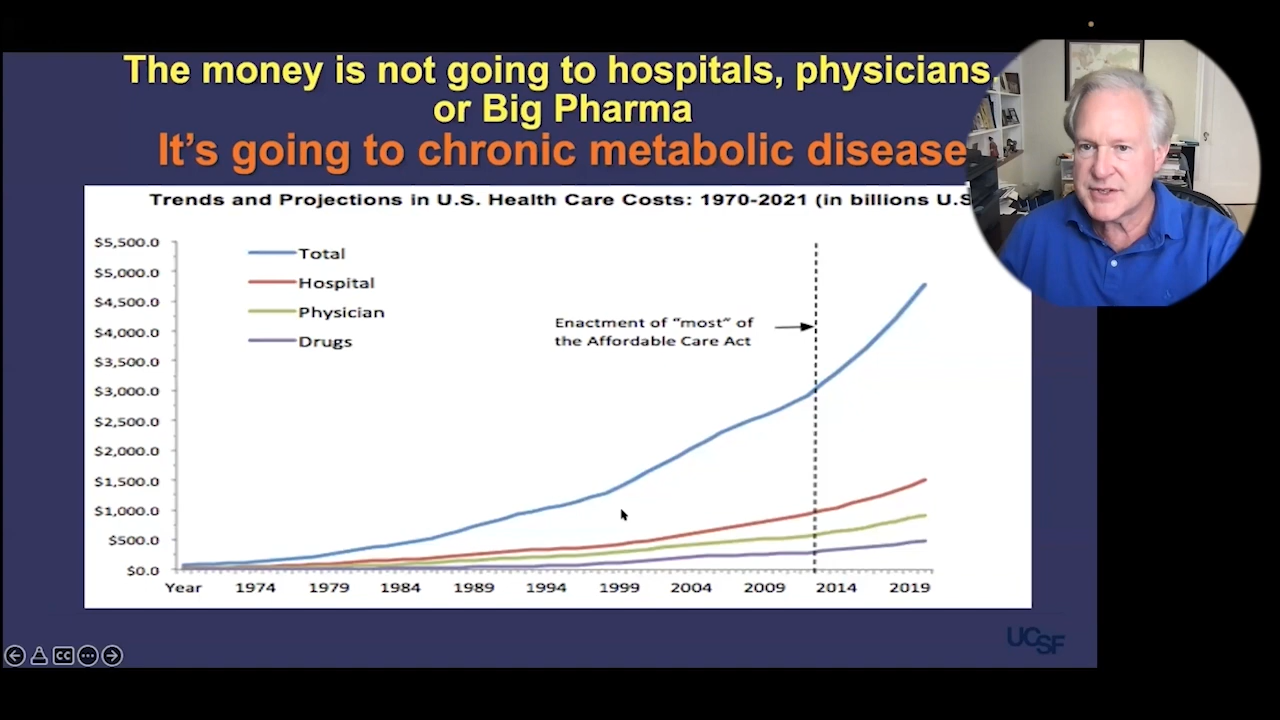 The money is not going to hospitals, physicians,
or Big Pharma
It's going to chronic metabolic disease
Trends and Projections in U.S. Health Care Costs: 1970-2021 (in billions U.S
$5,500.0
$5,000.0
$4,500.0
$4,000.0
$3,500.0
$3,000.0
$2,500.0
$2,000.0
$1,500.0
$1,000.0
$500.0
$0.0
Total
Hospital
Physician
Drugs
Enactment of “most” of
the Affordable Care Act
Year 1974 1979 1984 1989 1994 1999 2004 2009 2014 2019
UCSF
CC